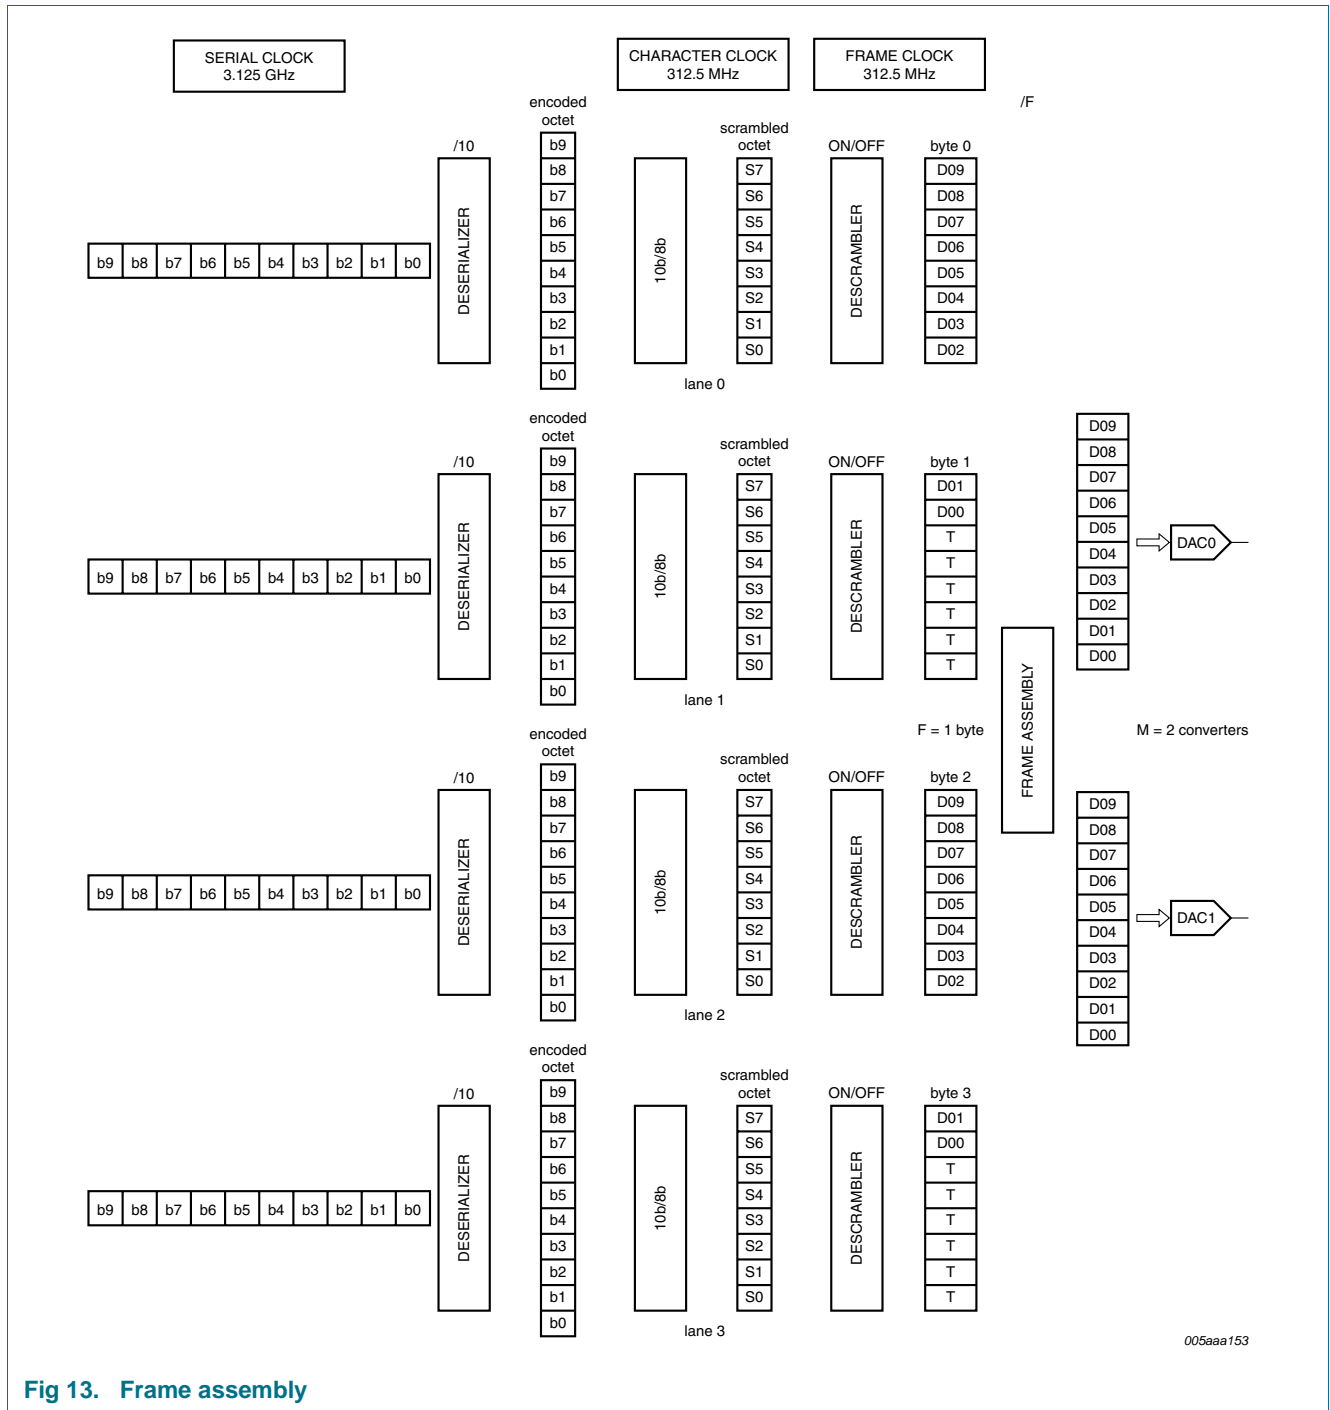 SERIAL CLOCK
3.125 GHz
CHARACTER CLOCK
312.5 MHz
FRAME CLOCK
312.5 MHz
/F
/10
encoded
octet
scrambled
octet
ON/OFF
byte 0
b9 b8 b7 b6 b5 b4 b3 b2 b1 b0
DESERIALIZER
b9
b8
b7
b6
b5
b4
b3
b2
b1
b0
10b/8b
S7
S6
S5
S4
S3
S2
S1
S0
DESCRAMBLER
D09
D08
D07
D06
D05
D04
D03
D02
lane 0
/10
encoded
octet
scrambled
octet
ON/OFF
byte 1
b9 b8 b7 b6 b5 b4 b3 b2 b1 b0
DESERIALIZER
b9
b8
b7
b6
b5
b4
b3
b2
b1
b0
10b/8b
S7
S6
S5
S4
S3
S2
S1
S0
DESCRAMBLER
D01
D00
T
T
T
T
T
T
lane 1
D09
D08
D07
D06
D05
D04
D03
D02
D01
D00
DAC0
F = 1 byte
FRAME ASSEMBLY
M = 2 converters
/10
encoded
octet
scrambled
octet
ON/OFF
byte 2
b9 b8 b7 b6 b5 b4 b3 b2 b1 b0
DESERIALIZER
b9
b8
b7
b6
b5
b4
b3
b2
b1
b0
10b/8b
S7
S6
S5
S4
S3
S2
S1
S0
DESCRAMBLER
D09
D08
D07
D06
D05
D04
D03
D02
lane 2
D09
D08
D07
D06
D05
D04
D03
D02
D01
D00
DAC1
/10
encoded
octet
scrambled
octet
ON/OFF
byte 3
b9 b8 b7 b6 b5 b4 b3 b2 b1 b0
DESERIALIZER
b9
b8
b7
b6
b5
b4
b3
b2
b1
b0
10b/8b
S7
S6
S5
S4
S3
S2
S1
S0
DESCRAMBLER
D01
D00
T
T
T
T
T
T
lane 3
005aaa153
Fig 13. Frame assembly